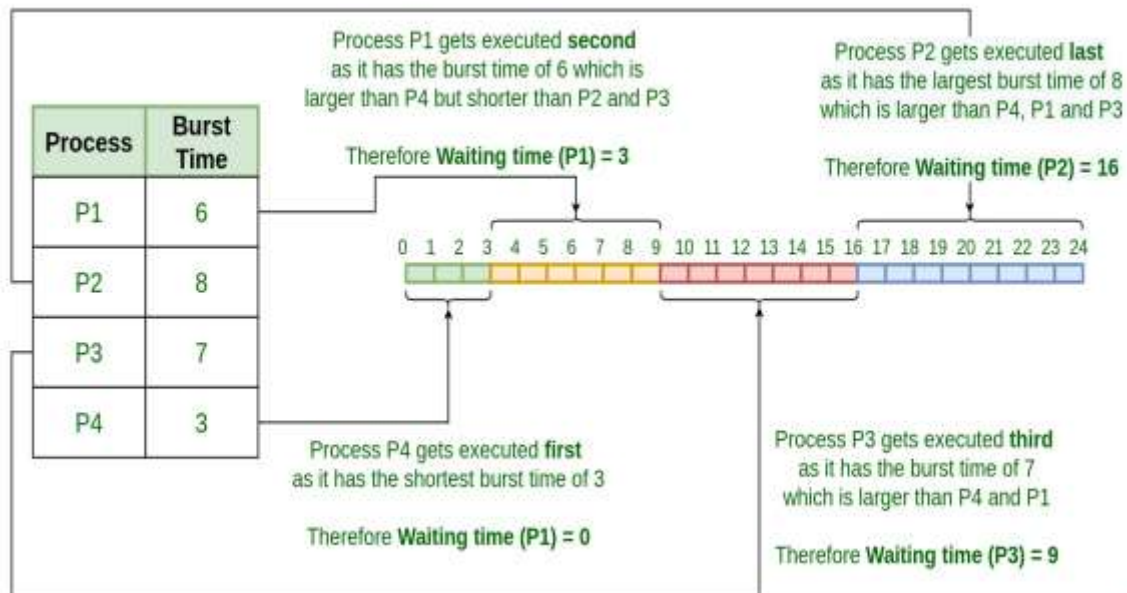 Process P1 gets executed second
as it has the burst time of 6 which is
larger than P4 but shorter than P2 and P3
Therefore Waiting time (P1) = 3
Process P2 gets executed last
as it has the largest burst time of 8
which is larger than P4, P1 and P3
Therefore Waiting time (P2) = 16
Process Burst Time
P1 6
P2 8
P3 7
P4 3
0 1 2 3 4 5 6 7 8 9 10 11 12 13 14 15 16 17 18 19 20 21 22 23 24
Process P4 gets executed first
as it has the shortest burst time of 3
Therefore Waiting time (P1) = 0
Process P3 gets executed third
as it has the burst time of 7
which is larger than P4 and P1
Therefore Waiting time (P3) = 9